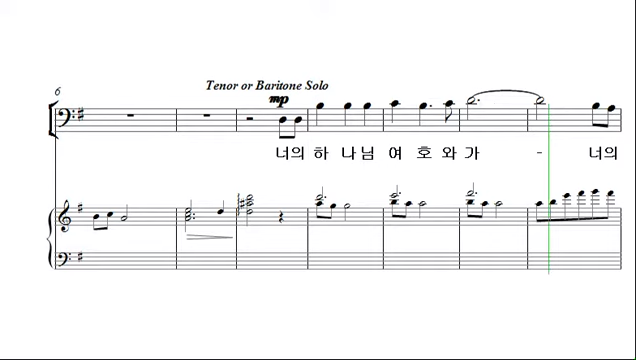 6
Tenor or Baritone Solo
mp
너의 하 나 님 여 호 와 가 - 너의